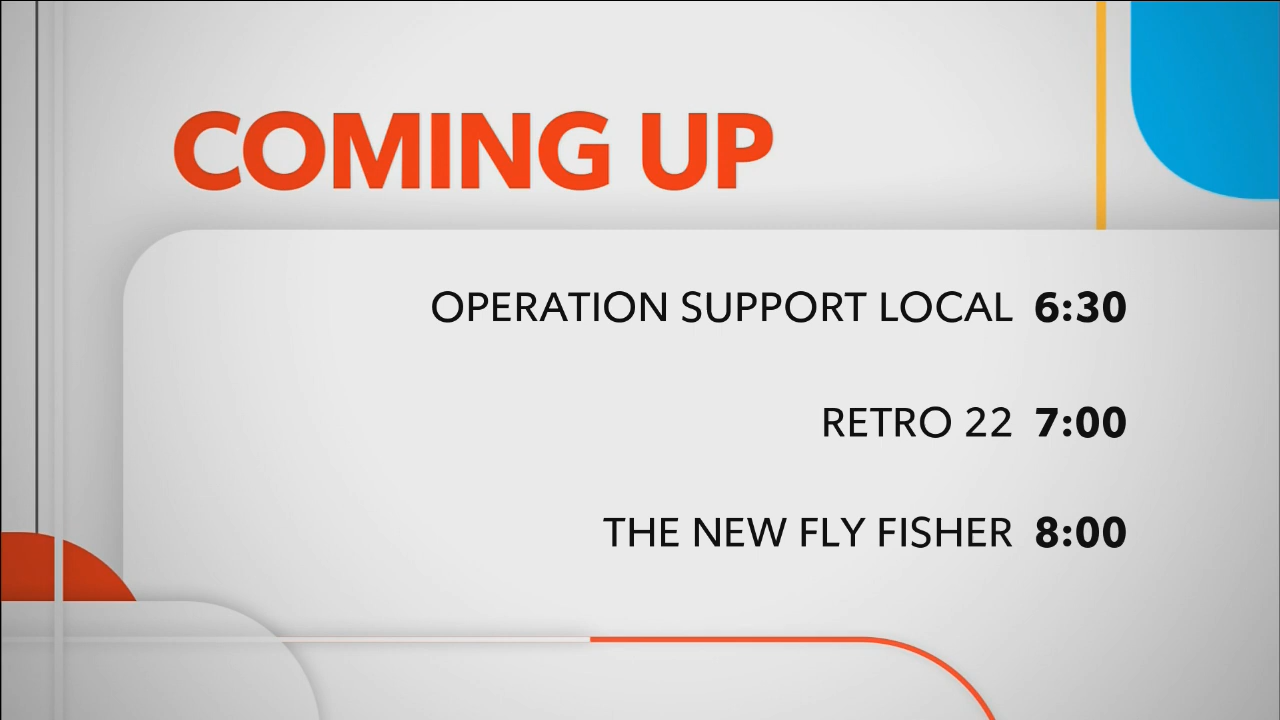 COMING UP
OPERATION SUPPORT LOCAL 6:30
RETRO 22 7:00
THE NEW FLY FISHER 8:00